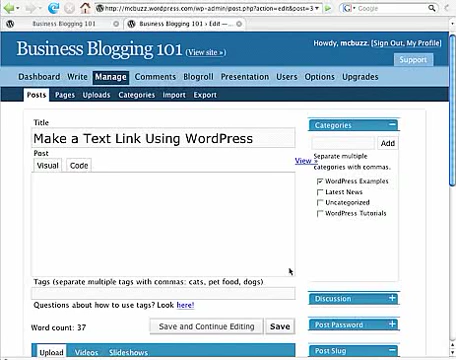 http://mcbuzz.wordpress.com/wp-admin/post.php?action=edit&post=3
Google
Business Blogging 101
Business Blogging 101 › Edit —
Business Blogging 101 (View site »)
Howdy, mcbuzz. [Sign Out, My Profile]
Support
Dashboard Write Manage Comments Blogroll Presentation Users Options Upgrades
Posts Pages Uploads Categories Import Export
Title
Make a Text Link Using WordPress
Post
View »
Visual Code
Categories
Add
Separate multiple
categories with commas.
WordPress Examples
Latest News
Uncategorized
WordPress Tutorials
Tags (separate multiple tags with commas: cats, pet food, dogs)
Questions about how to use tags? Look here!
Word count: 37
Save and Continue Editing Save
Discussion
Post Password
Post Slug
Upload Videos Slideshows